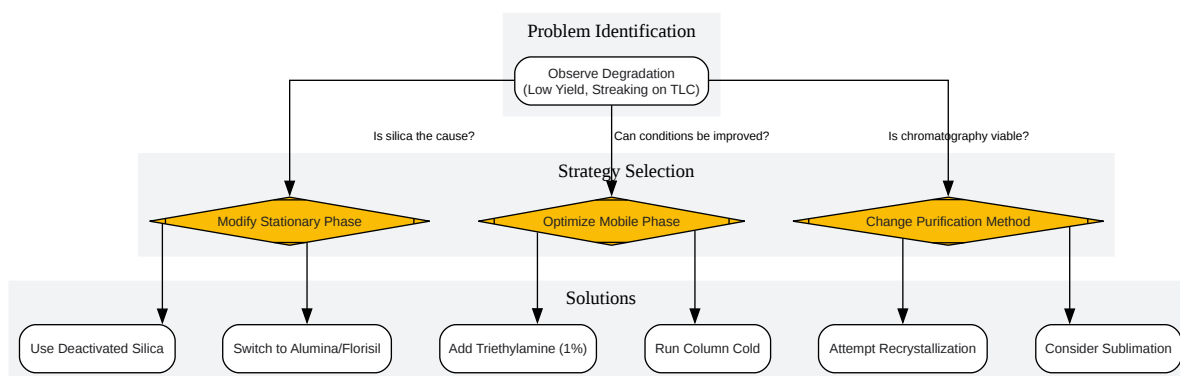 Problem Identification
Observe Degradation
(Low Yield, Streaking on TLC)
Is silica the cause?
Can conditions be improved?
Is chromatography viable?
Strategy Selection
Modify Stationary Phase
Optimize Mobile Phase
Change Purification Method
Solutions
Use Deactivated Silica
Switch to Alumina/Florisil
Add Triethylamine (1%)
Run Column Cold
Attempt Recrystallization
Consider Sublimation